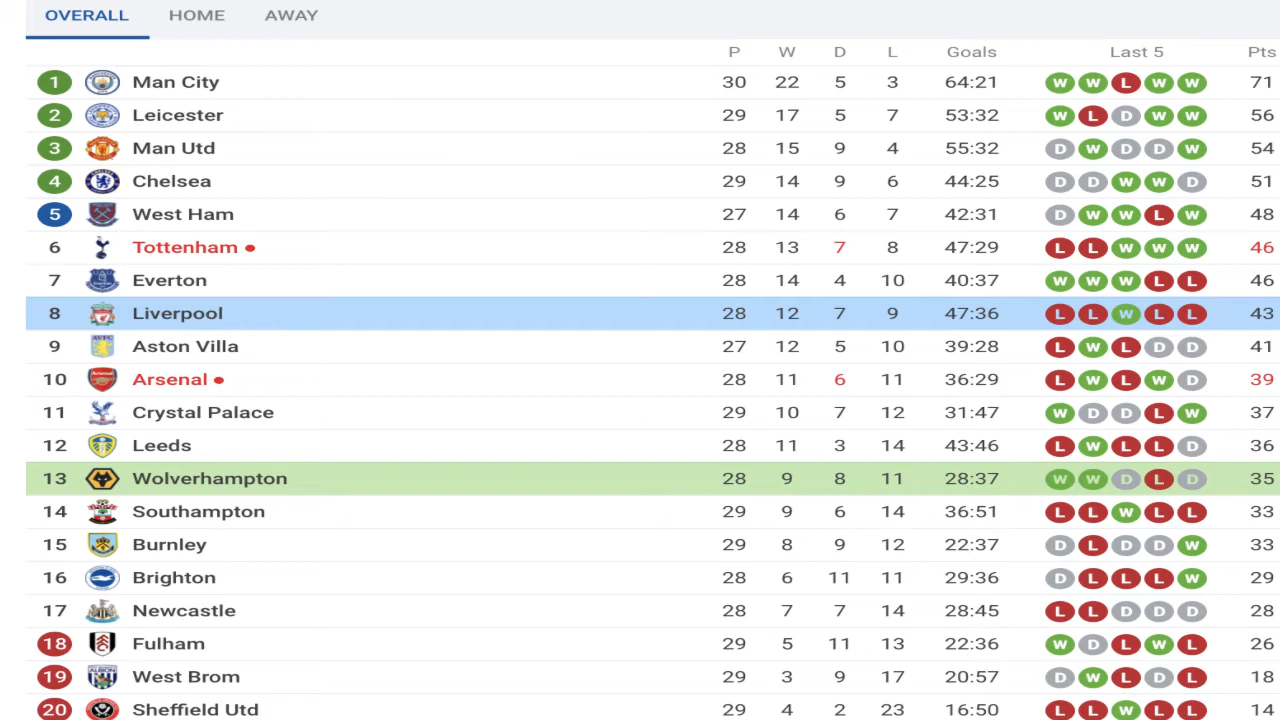 OVERALL HOME AWAY
P W D L Goals Last 5 Pts
1 Man City 30 22 5 3 64:21 W W L W W 71
2 Leicester 29 17 5 7 53:32 W L D W W 56
3 Man Utd 28 15 9 4 55:32 D W D D W 54
4 Chelsea 29 14 9 6 44:25 D D W W D 51
5 West Ham 27 14 6 7 42:31 D W W L W 48
6 Tottenham 28 13 7 8 47:29 L L W W W 46
7 Everton 28 14 4 10 40:37 W W W L L 46
8 Liverpool 28 12 7 9 47:36 L L W L L 43
9 Aston Villa 27 12 5 10 39:28 L W L D D 41
10 Arsenal 28 11 6 11 36:29 L W L W D 39
11 Crystal Palace 29 10 7 12 31:47 W D D L W 37
12 Leeds 28 11 3 14 43:46 L W L L D 36
13 Wolverhampton 28 9 8 11 28:37 W W D L D 35
14 Southampton 29 9 6 14 36:51 L L W L L 33
15 Burnley 29 8 9 12 22:37 D L D D W 33
16 Brighton 28 6 11 11 29:36 D L L L W 29
17 Newcastle 28 7 7 14 28:45 L L D D D 28
18 Fulham 29 5 11 13 22:36 W D L W L 26
19 West Brom 29 3 9 17 20:57 D W L D L 18
20 Sheffield Utd 29 4 2 23 16:50 L L W L L 14